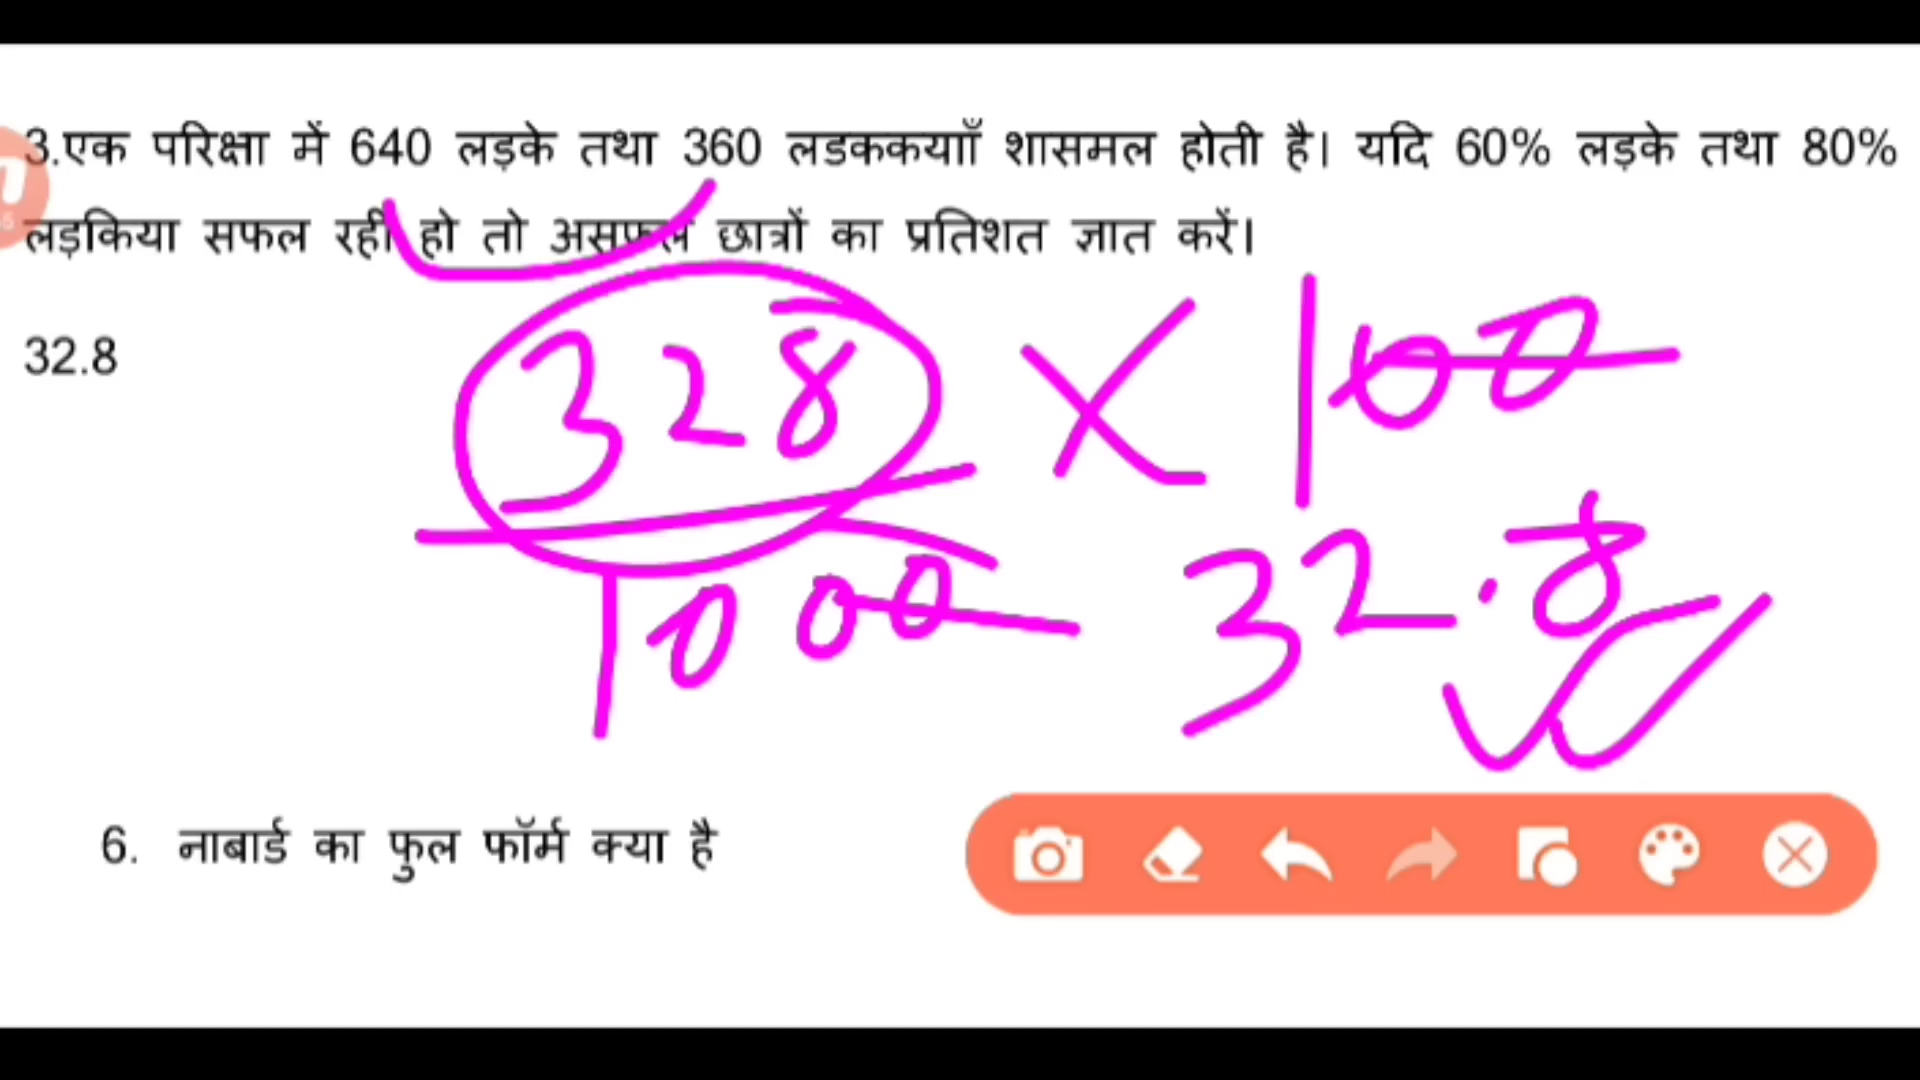 3.एक परिक्षा में 640 लड़के तथा 360 लडककयााँ शासमल होती है। यदि 60% लड़के तथा 80%
लड़किया सफल रही हो तो असफल छात्रों का प्रतिशत ज्ञात करें।
32.8
328 × 100
1000
32.8
6. नाबार्ड का फुल फॉर्म क्या है